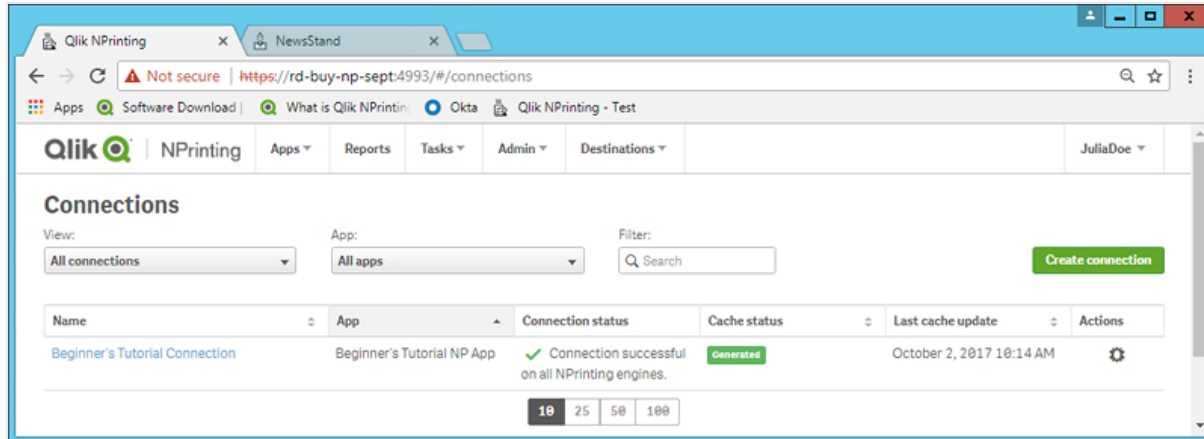 Qlik NPrinting NewsStand
Not secure | https://rd-buy-np-sept:4993/#/connections
Apps Software Download | What is Qlik NPrintin Okta Qlik NPrinting - Test
Qlik NPrinting Apps Reports Tasks Admin Destinations JuliaDoe
Connections
View: App: Filter:
All connections All apps Search Create connection
Name App Connection status Cache status Last cache update Actions
Beginner's Tutorial Connection Beginner's Tutorial NP App Connection successful Generated October 2, 2017 10:14 AM
on all NPrinting engines.
10 25 50 100